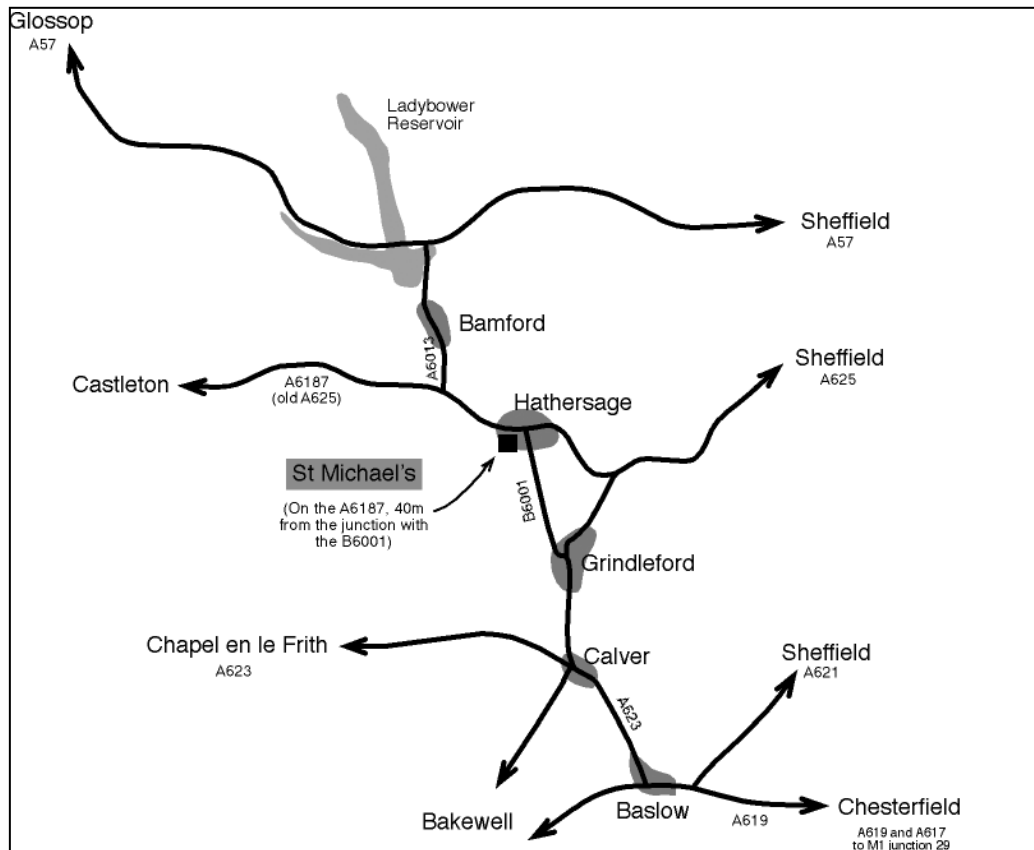 Glossop
A57
Ladybower
Reservoir
Sheffield
A57
Bamford
A6013
Sheffield
A625
Castleton
A6187
(old A625)
Hathersage
St Michael's
(On the A6187, 40m
from the junction with
the B6001)
B6001
Grindleford
Chapel en le Frith
A623
Calver
Sheffield
A621
A623
Bakewell
Baslow
A619
Chesterfield
A619 and A617
to M1 junction 29